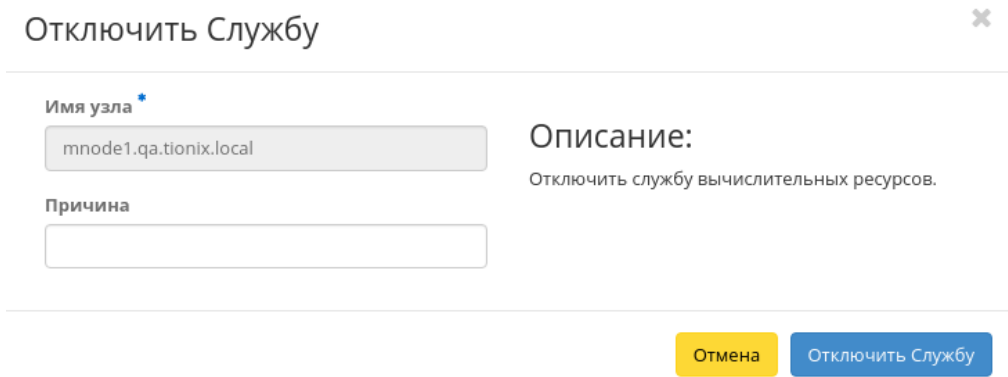 Отключить Службу
Имя узла *
mnode1.qa.tionix.local
Причина
Описание:
Отключить службу вычислительных ресурсов.
Отмена
Отключить Службу